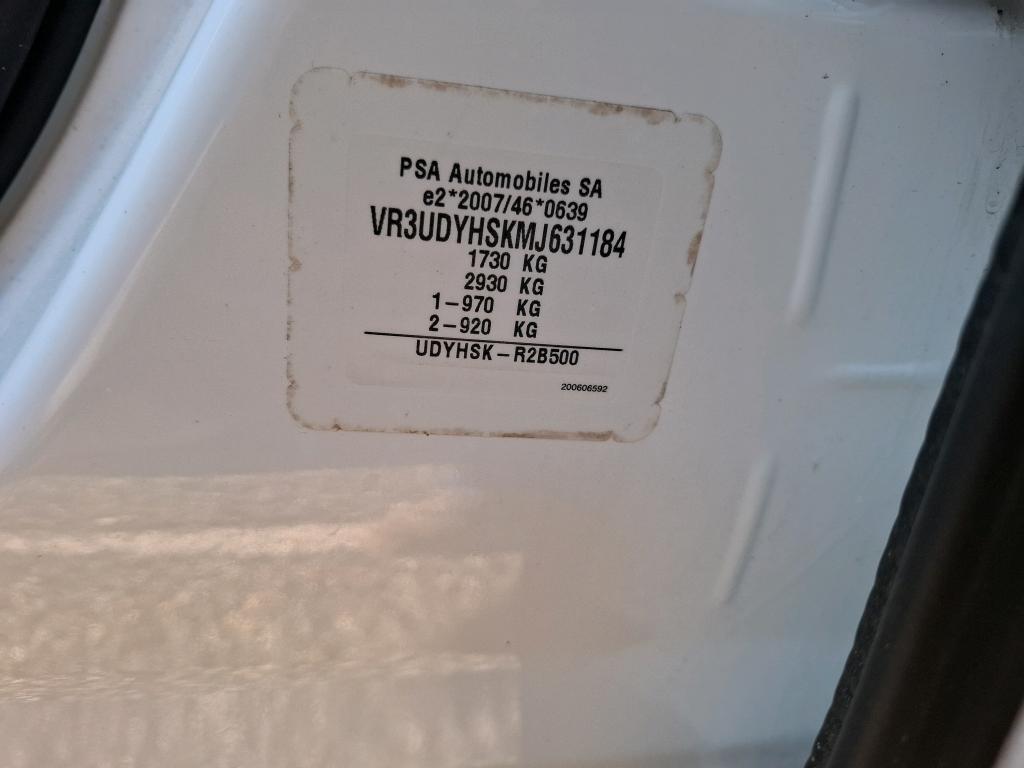 PSA Automobiles SA
e2*2007/46*0639
VR3UDYHSKMJ631184
1730 KG
2930 KG
1-970 KG
2-920 KG
UDYHSK-R2B500
200606592